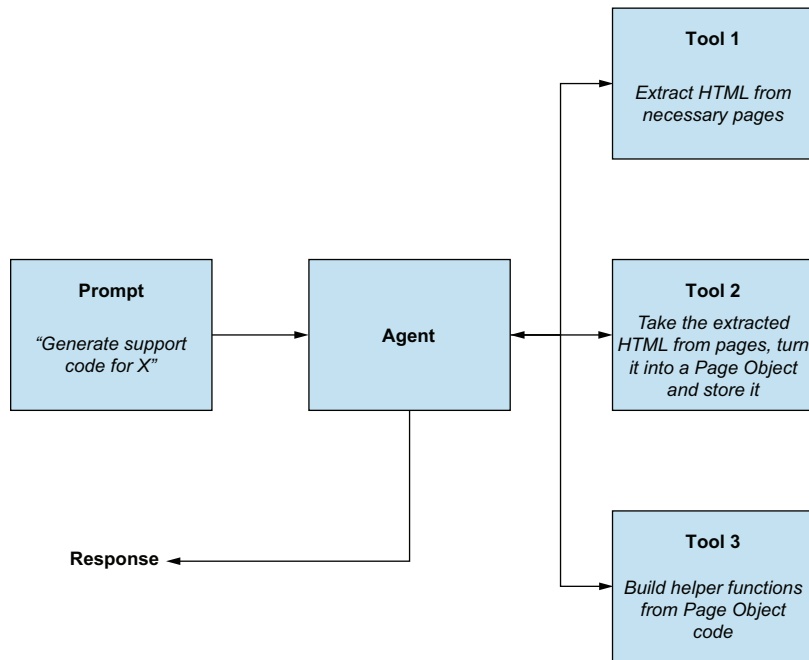 Tool 1
Extract HTML from
necessary pages
Prompt
“Generate support
code for X”
Agent
Tool 2
Take the extracted
HTML from pages, turn
it into a Page Object
and store it
Response
Tool 3
Build helper functions
from Page Object
code